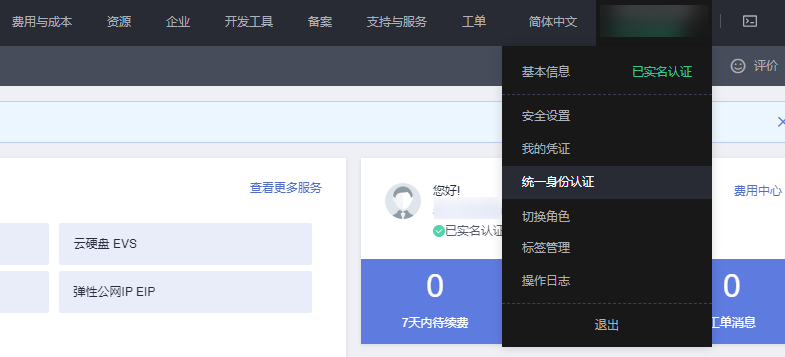 费用与成本 资源 企业 开发工具 备案 支持与服务 工单 简体中文
评价
基本信息 已实名认证
安全设置
我的凭证
统一身份认证
切换角色
标签管理
操作日志
退出
查看更多服务
云硬盘 EVS
弹性公网IP EIP
您好!
已实名认证
费用中心
0
7天内待续费
0
工单消息